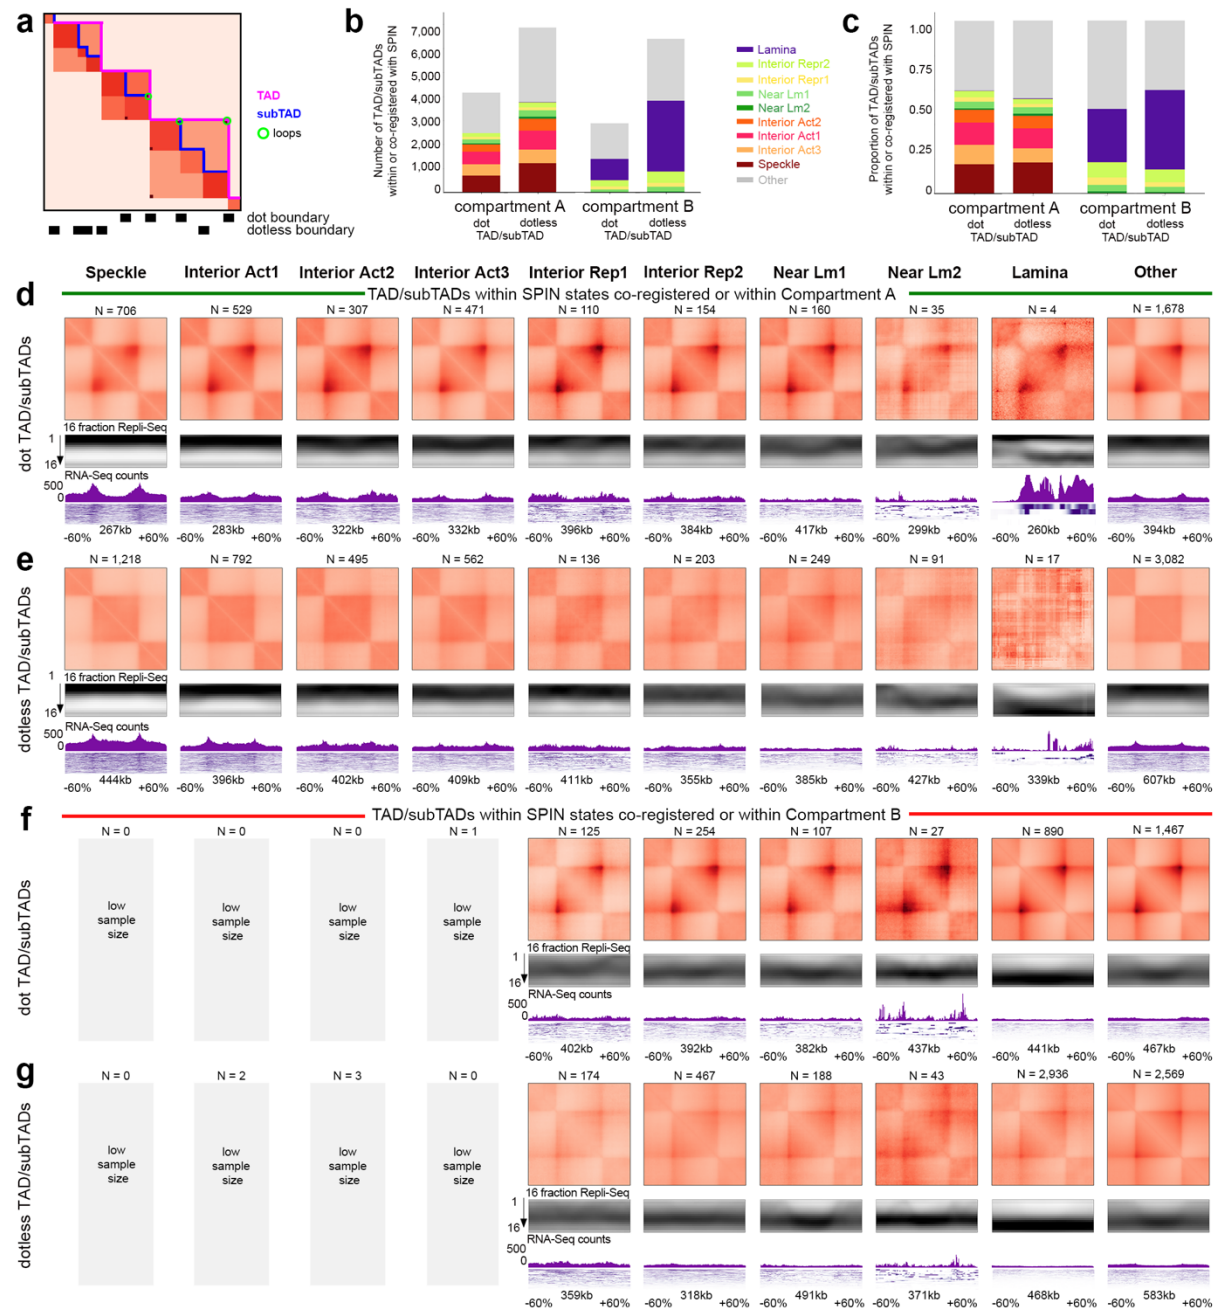 a
TAD
subTAD
loops
dot boundary
dotless boundary
b
Number of TAD/subTADs
within or co-registered with SPIN
7,000
6,000
5,000
4,000
3,000
2,000
1,000
0
compartment A
compartment B
dot
dotless
dot
dotless
TAD/subTAD
TAD/subTAD
Lamina
Interior Repr2
Interior Repr1
Near Lm1
Near Lm2
Interior Act2
Interior Act1
Interior Act3
Speckle
Other
c
Proportion of TAD/subTADs
within or co-registered with SPIN
1.00
0.75
0.50
0.25
0
compartment A
compartment B
dot
dotless
dot
dotless
TAD/subTAD
TAD/subTAD
Speckle Interior Act1 Interior Act2 Interior Act3 Interior Rep1 Interior Rep2 Near Lm1 Near Lm2 Lamina Other
d
TAD/subTADs within SPIN states co-registered or within Compartment A
dot TAD/subTADs
N = 706 N = 529 N = 307 N = 471 N = 110 N = 154 N = 160 N = 35 N = 4 N = 1,678
16 fraction Repli-Seq
1
16
RNA-Seq counts
500
0
267kb 283kb 322kb 332kb 396kb 384kb 417kb 299kb 260kb 394kb
-60% +60% -60% +60% -60% +60% -60% +60% -60% +60% -60% +60% -60% +60% -60% +60% -60% +60% -60% +60%
e
dotless TAD/subTADs
N = 1,218 N = 792 N = 495 N = 562 N = 136 N = 203 N = 249 N = 91 N = 17 N = 3,082
1
16 fraction Repli-Seq
16
RNA-Seq counts
500
0
444kb 396kb 402kb 409kb 411kb 355kb 385kb 427kb 339kb 607kb
-60% +60% -60% +60% -60% +60% -60% +60% -60% +60% -60% +60% -60% +60% -60% +60% -60% +60% -60% +60%
f
TAD/subTADs within SPIN states co-registered or within Compartment B
dot TAD/subTADs
N = 0 N = 0 N = 0 N = 1 N = 125 N = 254 N = 107 N = 27 N = 890 N = 1,467
low low low low
sample sample sample sample
size size size size
16 fraction Repli-Seq
1
16
RNA-Seq counts
500
0
402kb 392kb 382kb 437kb 441kb 467kb
-60% +60% -60% +60% -60% +60% -60% +60% -60% +60% -60% +60%
g
dotless TAD/subTADs
N = 0 N = 2 N = 3 N = 0 N = 174 N = 467 N = 188 N = 43 N = 2,936 N = 2,569
low low low low
sample sample sample sample
size size size size
16 fraction Repli-Seq
1
16
RNA-Seq counts
500
0
359kb 318kb 491kb 371kb 468kb 583kb
-60% +60% -60% +60% -60% +60% -60% +60% -60% +60% -60% +60%